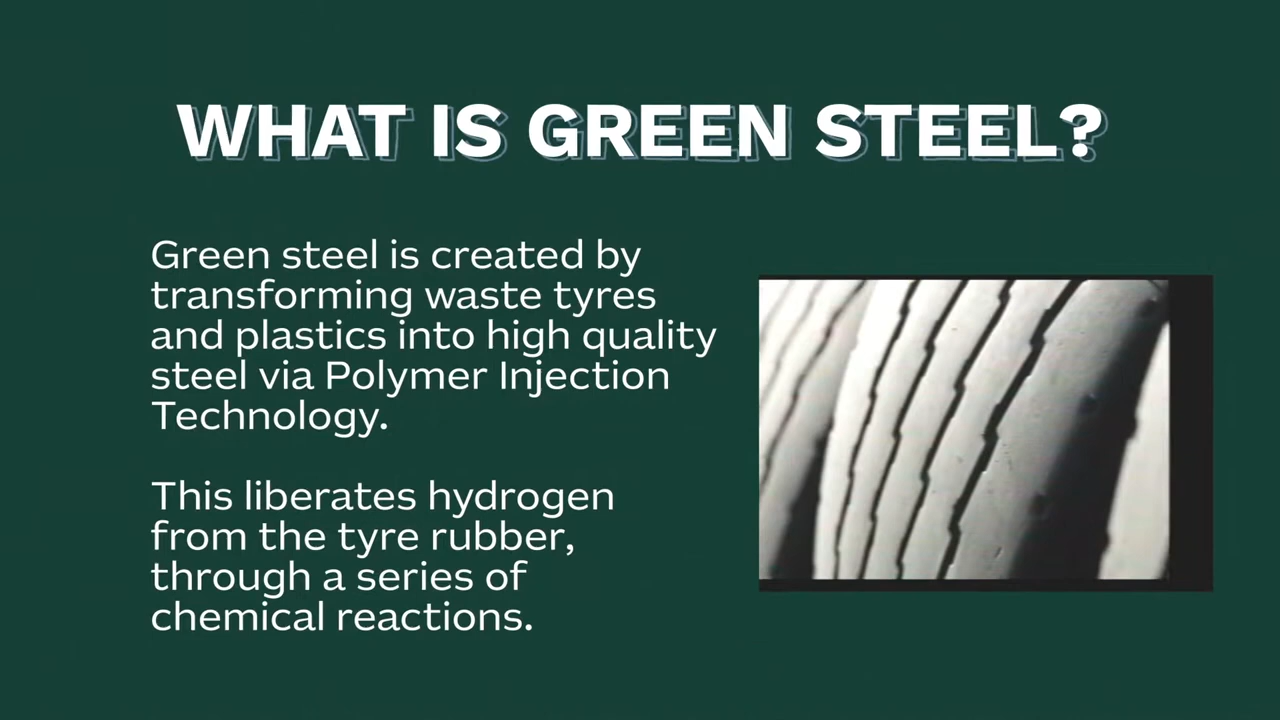 WHAT IS GREEN STEEL?
Green steel is created by
transforming waste tyres
and plastics into high quality
steel via Polymer Injection
Technology.
This liberates hydrogen
from the tyre rubber,
through a series of
chemical reactions.